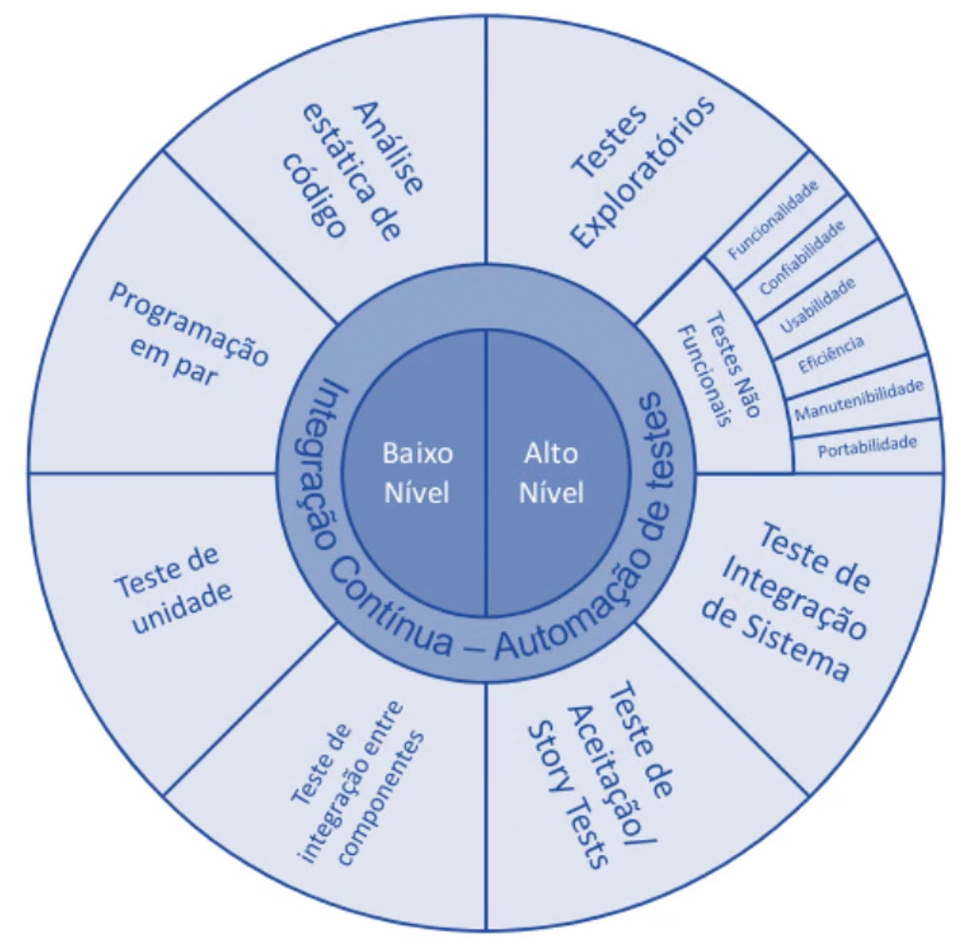 Análise
estática de
código
Testes
Exploratórios
Funcionalidade
Confiabilidade
Usabilidade
Eficiência
Manutenibilidade
Portabilidade
Testes Não
Funcionais
Programação
em par
Baixo
Nível
Alto
Nível
Integração Contínua – Automação de testes
Teste de
unidade
Teste de
Integração
de Sistema
Teste de
integração entre
componentes
Teste de
Aceitação/
Story Tests